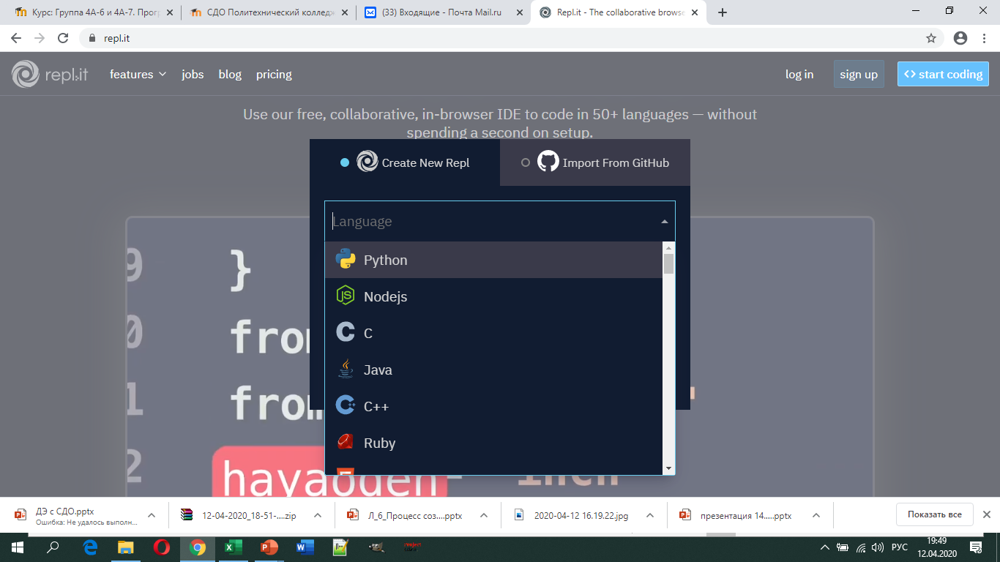 Курс: Группа 4А-6 и 4А-7. Прогр
СДО Политехнический колледж
(33) Входящие - Почта Mail.ru
Repl.it - The collaborative browse
repl.it
repl.it
features
jobs
blog
pricing
log in
sign up
<> start coding
Use our free, collaborative, in-browser IDE to code in 50+ languages — without
spending a second on setup.
Create New Repl
Import From GitHub
Language
Python
Nodejs
C
Java
C++
Ruby
9
}
0
from
1
from
2
hayaoden
ДЭ с СДО.pptx
Ошибка: Не удалось выполн...
12-04-2020_18-51-....zip
Л_6_Процесс соз....pptx
2020-04-12 16.19.22.jpg
презентация 14.....pptx
Показать все
РУС
19:49
12.04.2020